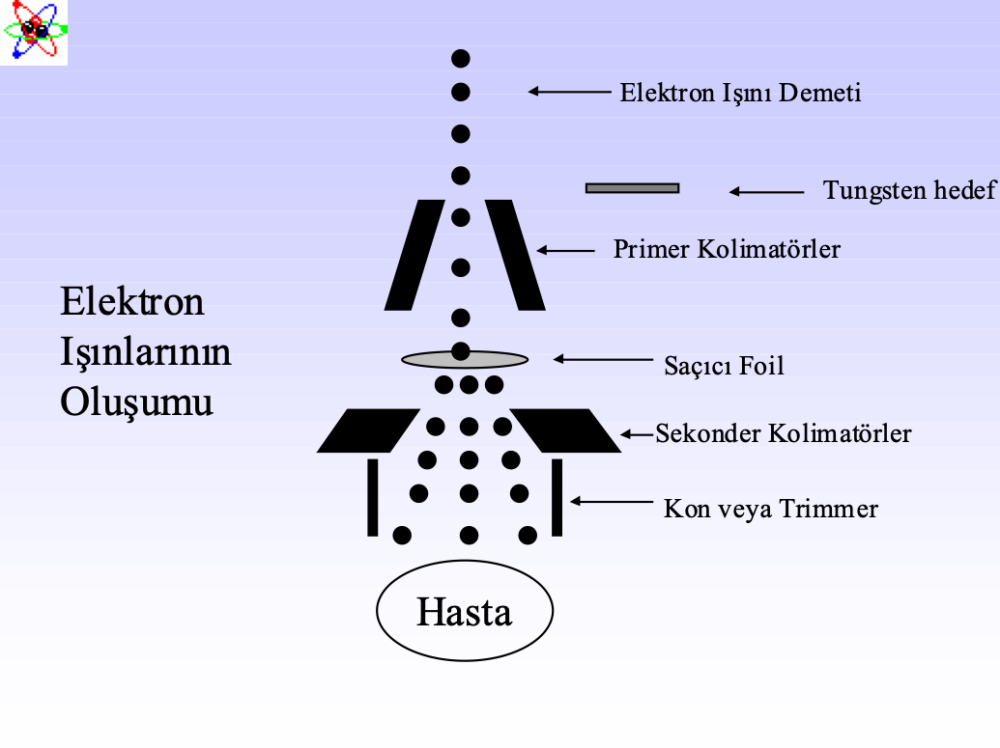 Elektron Işını Demeti
Tungsten hedef
Primer Kolimatörler
Elektron
Işınlarının
Oluşumu
Saçıcı Foil
Sekonder Kolimatörler
Kon veya Trimmer
Hasta